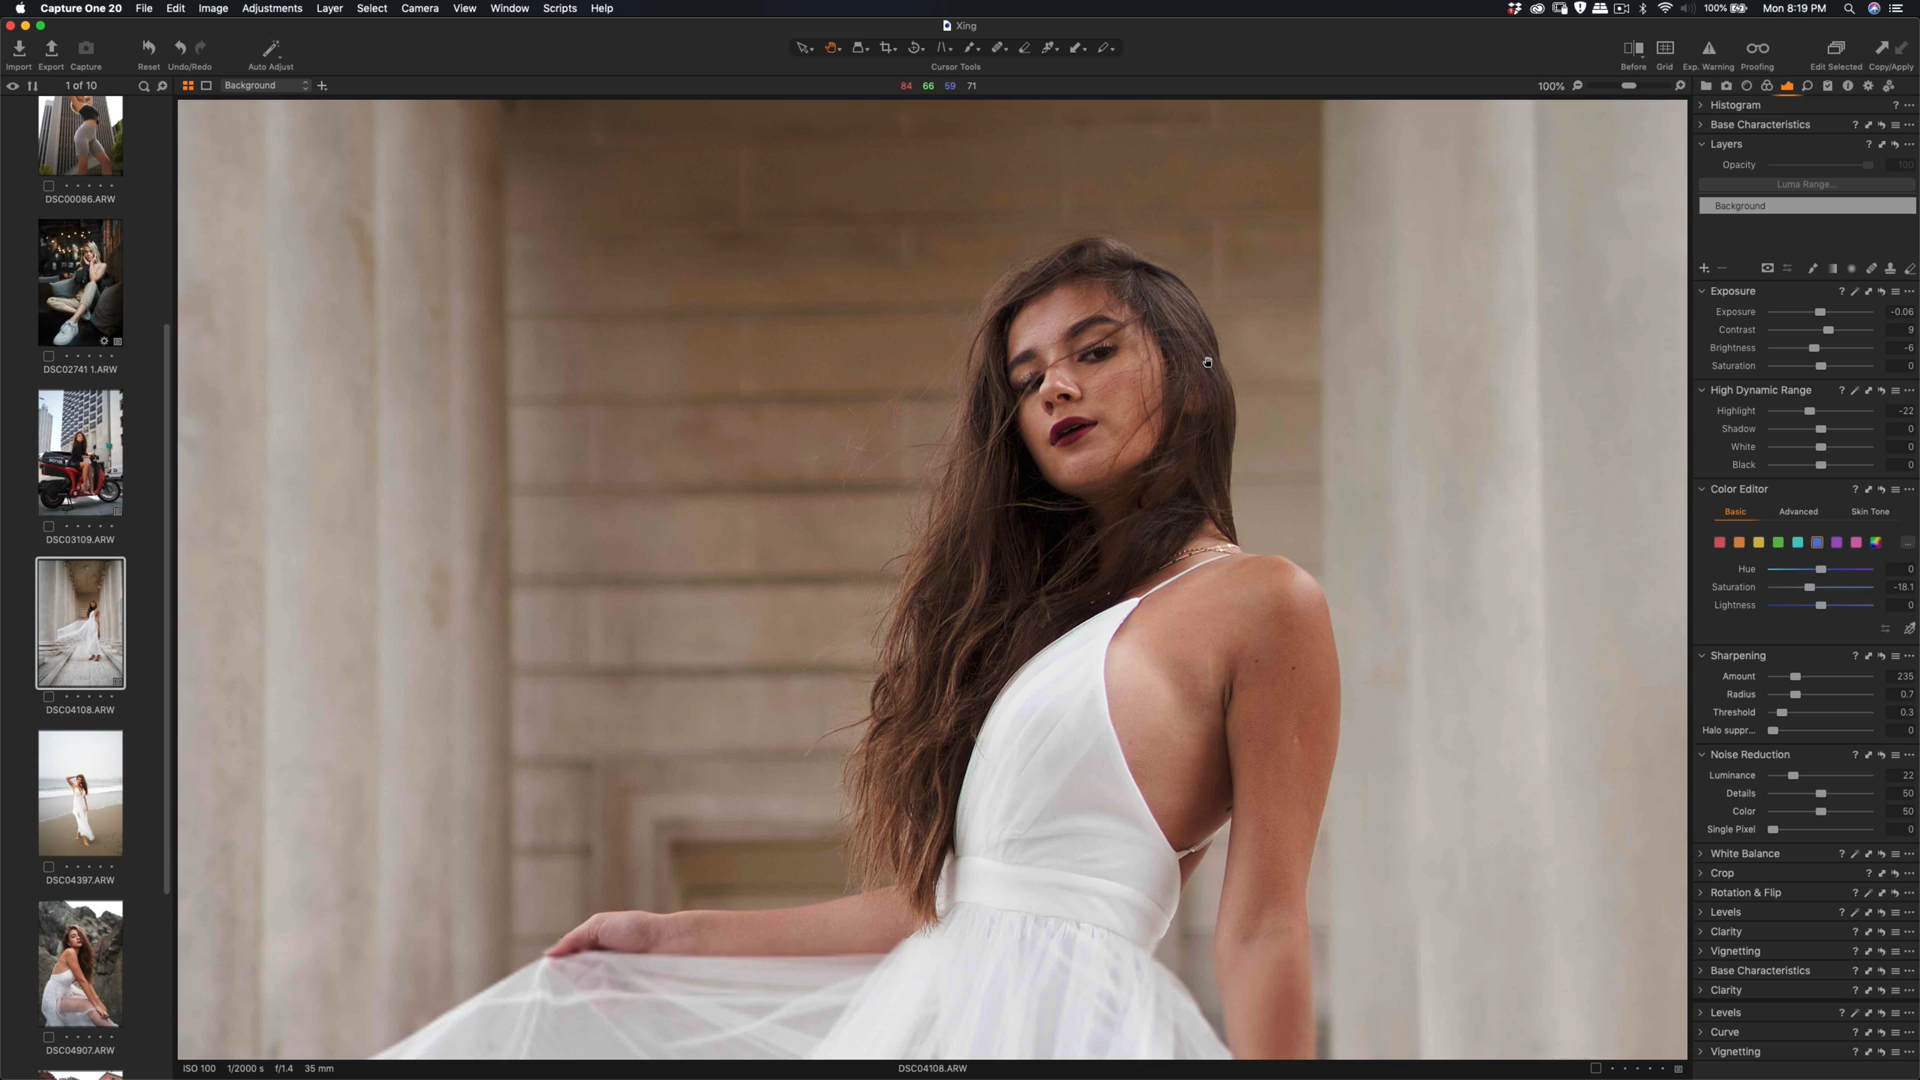 Capture One 20 File Edit Image Adjustments Layer Select Camera View Window Scripts Help
100% Mon 8:19 PM
Xing
Import Export Capture Reset Undo/Redo Auto Adjust Cursor Tools Before Grid Exp. Warning Proofing Edit Selected Copy/Apply
1 of 10 Background 84 66 59 71 100%
DSC00086.ARW
DSC02741 1.ARW
DSC03109.ARW
DSC04108.ARW
DSC04397.ARW
DSC04907.ARW
ISO 100 1/2000 s f/1.4 35 mm DSC04108.ARW
Histogram
Base Characteristics
Layers
Opacity 100
Luma Range...
Background
Exposure
Exposure -0.06
Contrast 9
Brightness -6
Saturation 0
High Dynamic Range
Highlight -22
Shadow 0
White 0
Black 0
Color Editor
Basic Advanced Skin Tone
Hue 0
Saturation -18.1
Lightness 0
Sharpening
Amount 235
Radius 0.7
Threshold 0.3
Halo suppr... 0
Noise Reduction
Luminance 22
Details 50
Color 50
Single Pixel 0
White Balance
Crop
Rotation & Flip
Levels
Clarity
Vignetting
Base Characteristics
Clarity
Levels
Curve
Vignetting